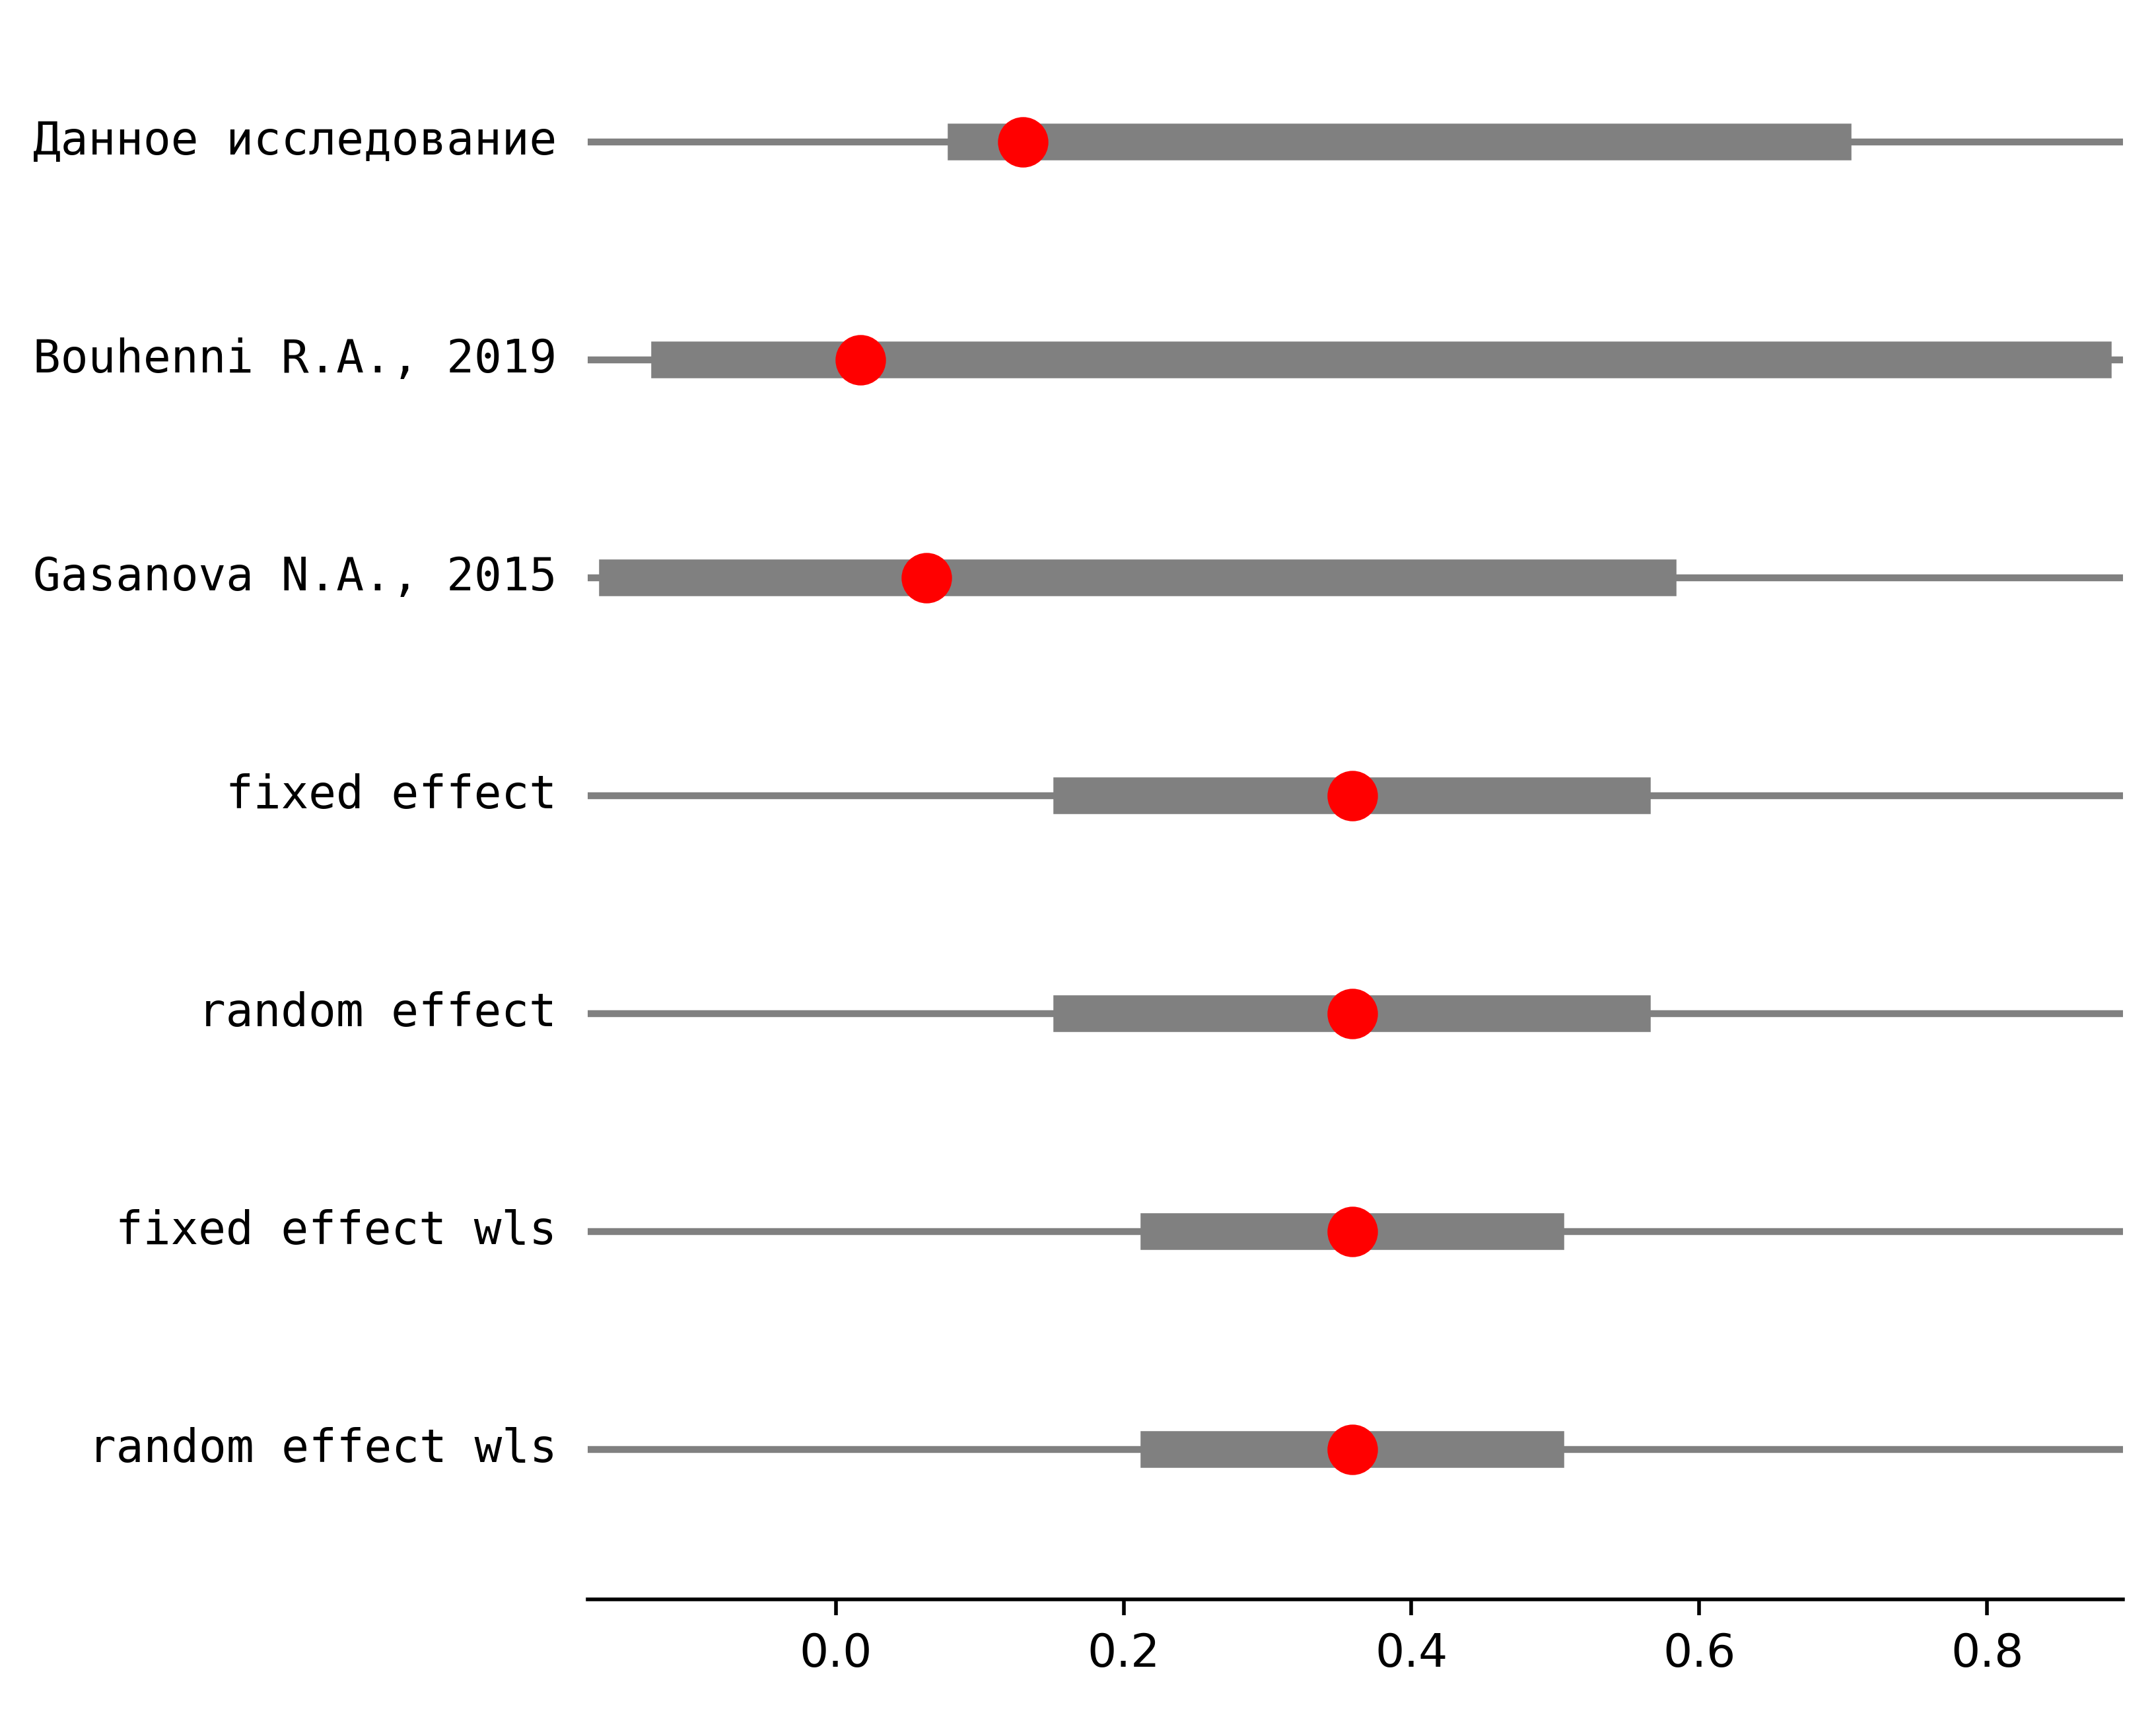 Данное исследование
Bouhenni R.A., 2019
Gasanova N.A., 2015
fixed effect
random effect
fixed effect wls
random effect wls
0.0 0.2 0.4 0.6 0.8